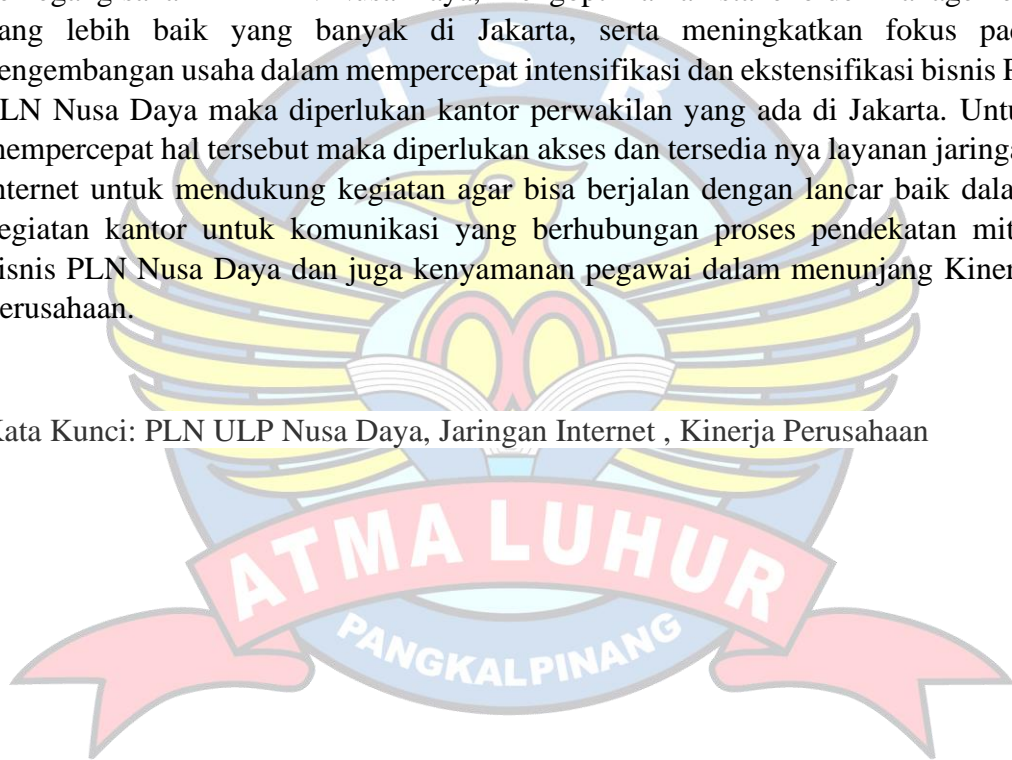 Nusa Daya,
ang lebih baik yang banyak di Jakarta, serta meningkatkan fokus pad
engembangan usaha dalam mempercepat intensifikasi dan ekstensifikasi bisnis P
LN Nusa Daya maka diperlukan kantor perwakilan yang ada di Jakarta. Untu
mempercepat hal tersebut maka diperlukan akses dan tersedia nya layanan jaringa
nternet untuk mendukung kegiatan agar bisa berjalan dengan lancar baik dala
egiatan kantor untuk komunikasi yang berhubungan proses pendekatan mit
isnis PLN Nusa Daya dan juga kenyamanan pegawai dalam menunjang Kiner
erusahaan.
Kata Kunci: PLN ULP Nusa Daya, Jaringan Internet , Kinerja Perusahaan
I S B
ATMA LUHUR
PANGKALPINANG